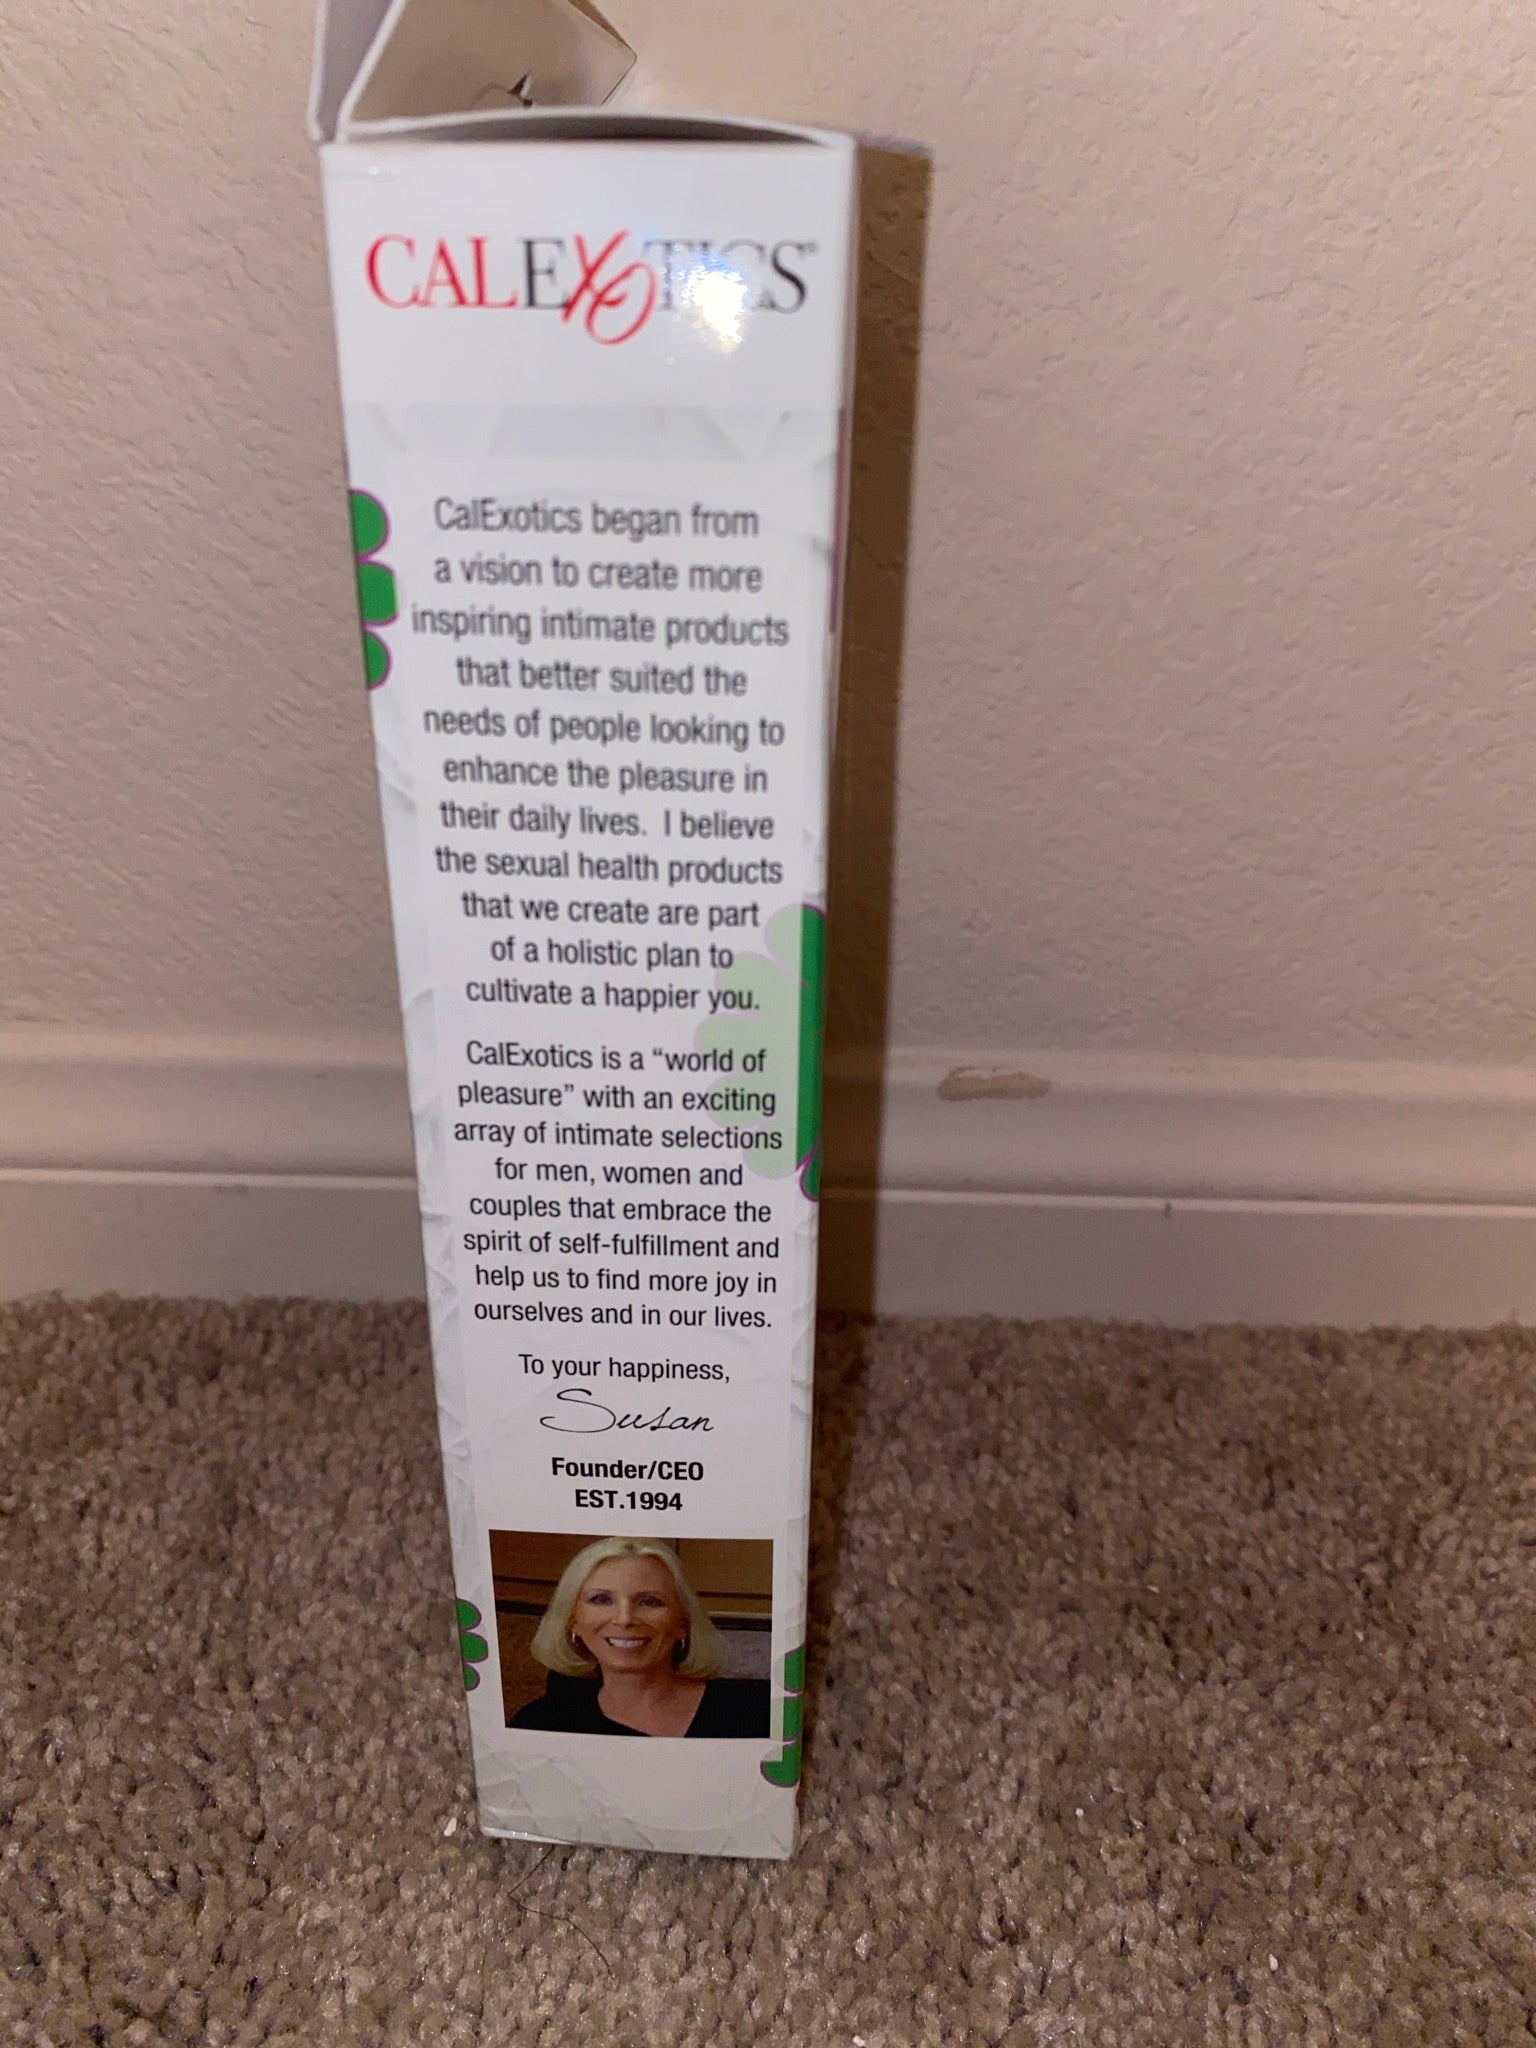 CALEXOTICS®
CalExotics began from
a vision to create more
inspiring intimate products
that better suited the
needs of people looking to
enhance the pleasure in
their daily lives. I believe
the sexual health products
that we create are part
of a holistic plan to
cultivate a happier you.
CalExotics is a “world of
pleasure” with an exciting
array of intimate selections
for men, women and
couples that embrace the
spirit of self-fulfillment and
help us to find more joy in
ourselves and in our lives.
To your happiness,
Susan
Founder/CEO
EST.1994